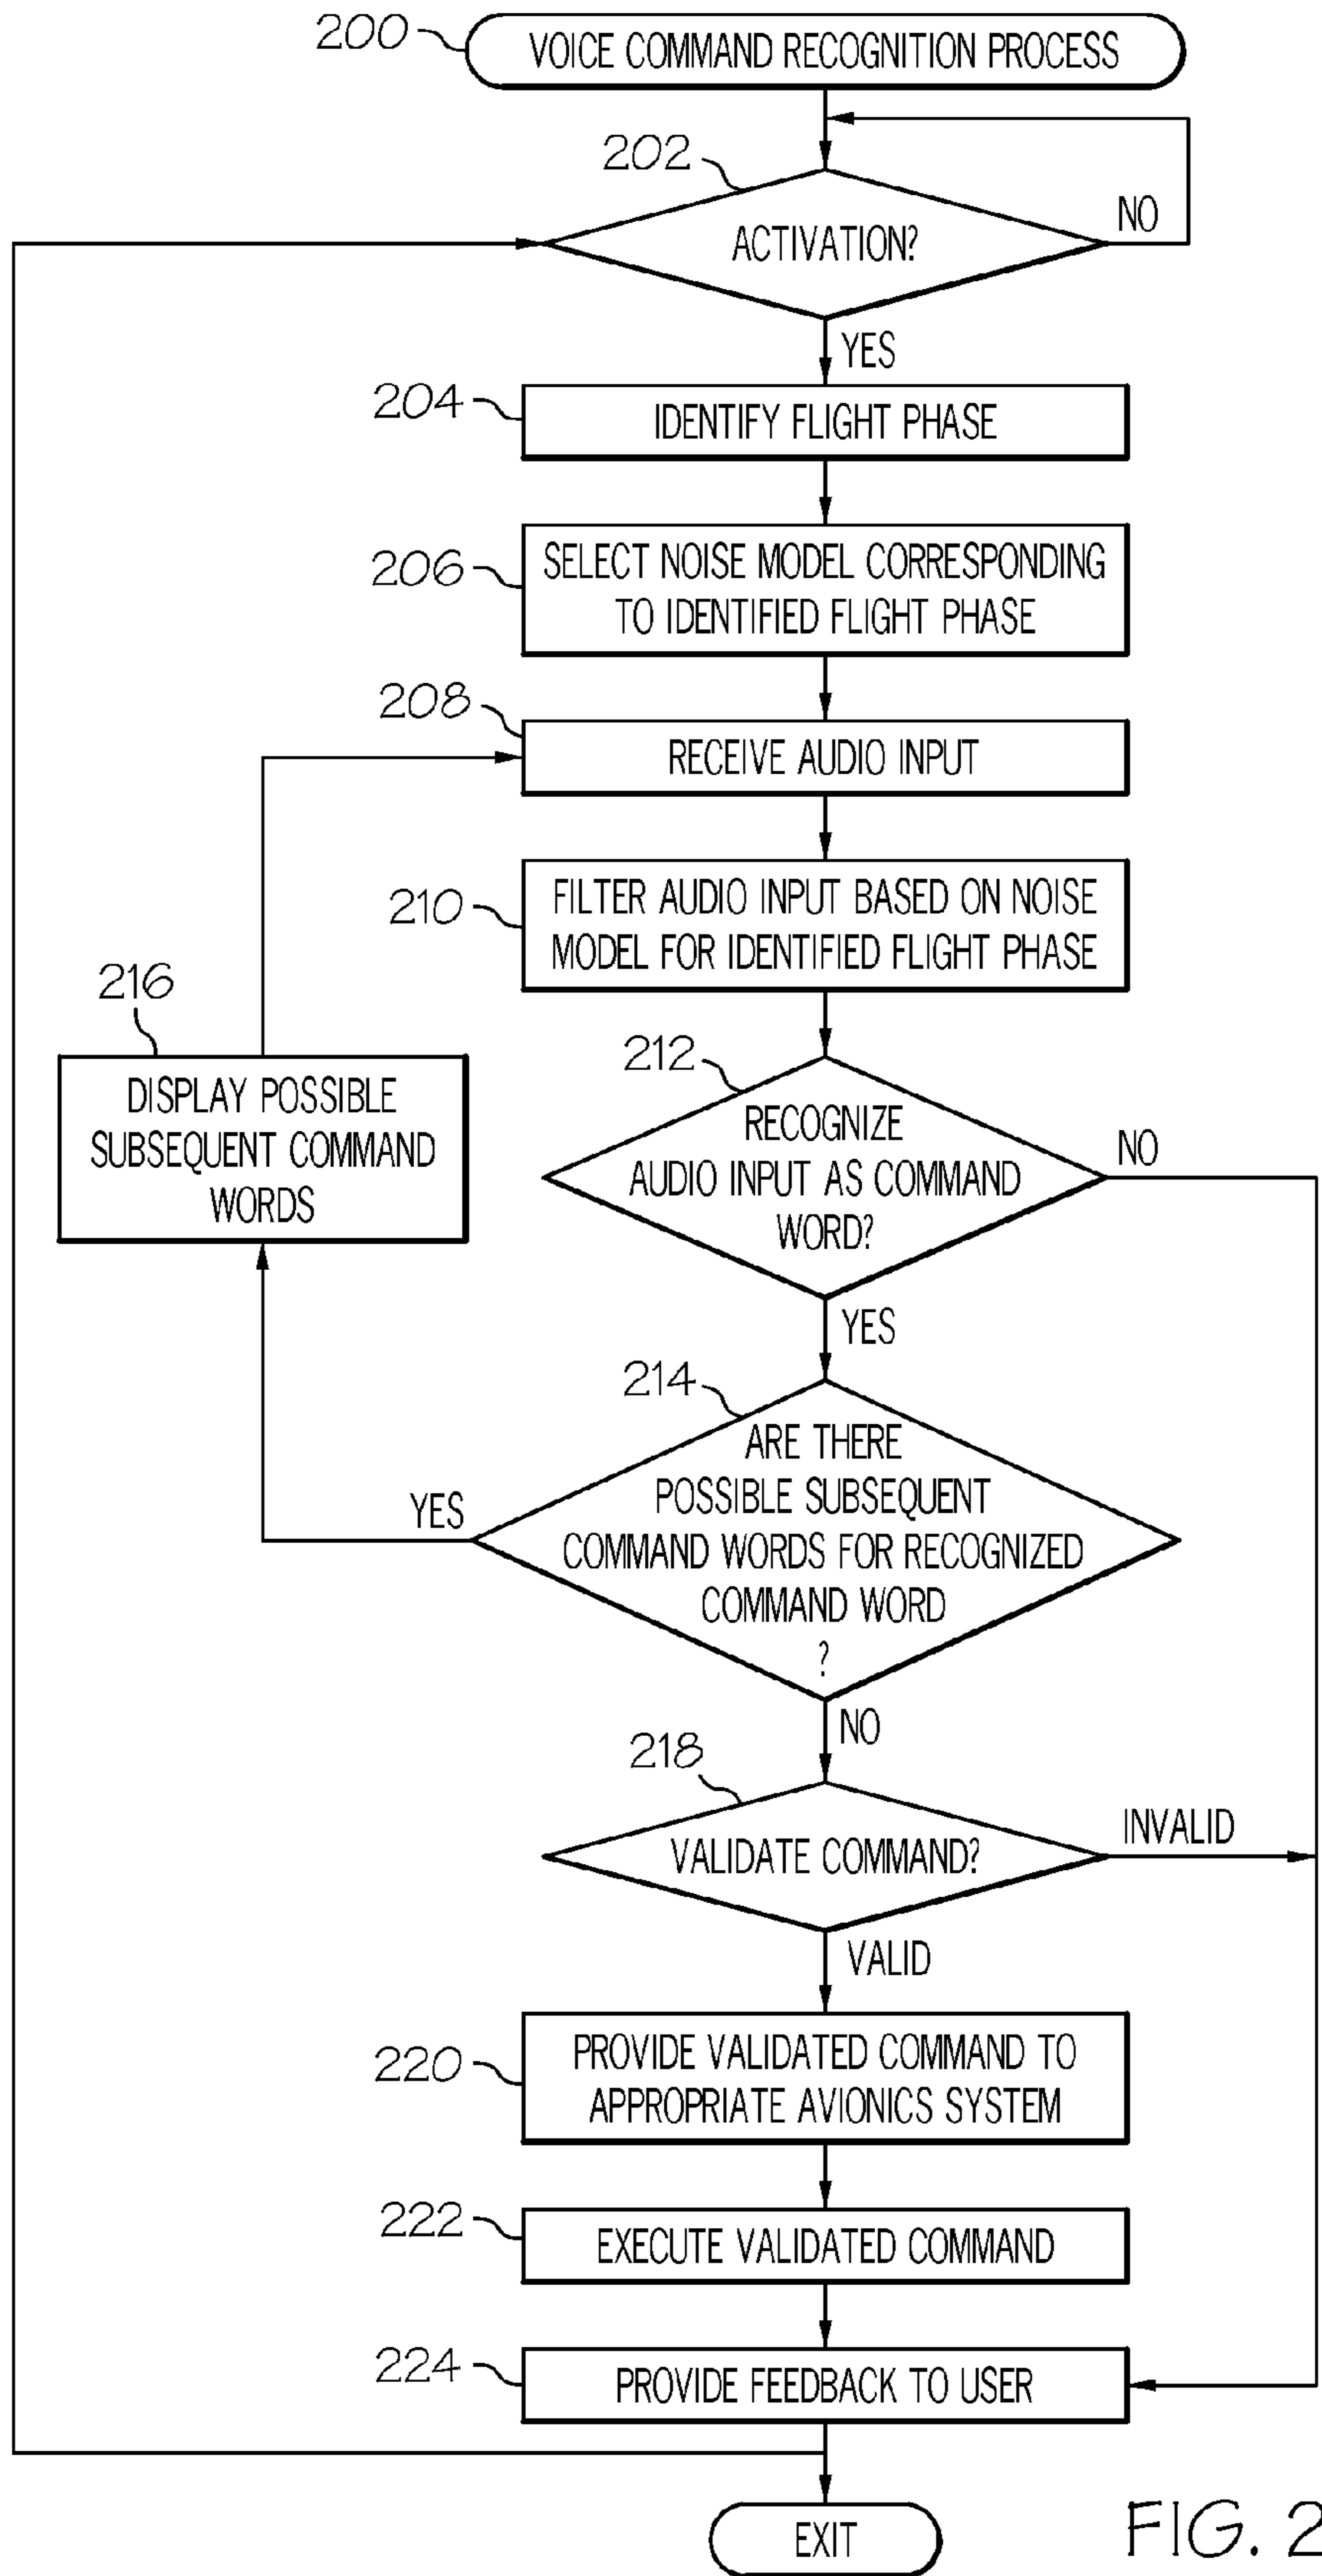 200
VOICE COMMAND RECOGNITION PROCESS
202
ACTIVATION?
NO
YES
204
IDENTIFY FLIGHT PHASE
206
SELECT NOISE MODEL CORRESPONDING
TO IDENTIFIED FLIGHT PHASE
208
RECEIVE AUDIO INPUT
210
FILTER AUDIO INPUT BASED ON NOISE
MODEL FOR IDENTIFIED FLIGHT PHASE
216
DISPLAY POSSIBLE
SUBSEQUENT COMMAND
WORDS
212
RECOGNIZE
AUDIO INPUT AS COMMAND
WORD?
NO
YES
214
ARE THERE
POSSIBLE SUBSEQUENT
COMMAND WORDS FOR RECOGNIZED
COMMAND WORD
?
YES
NO
218
VALIDATE COMMAND?
INVALID
VALID
220
PROVIDE VALIDATED COMMAND TO
APPROPRIATE AVIONICS SYSTEM
222
EXECUTE VALIDATED COMMAND
224
PROVIDE FEEDBACK TO USER
EXIT
FIG. 2